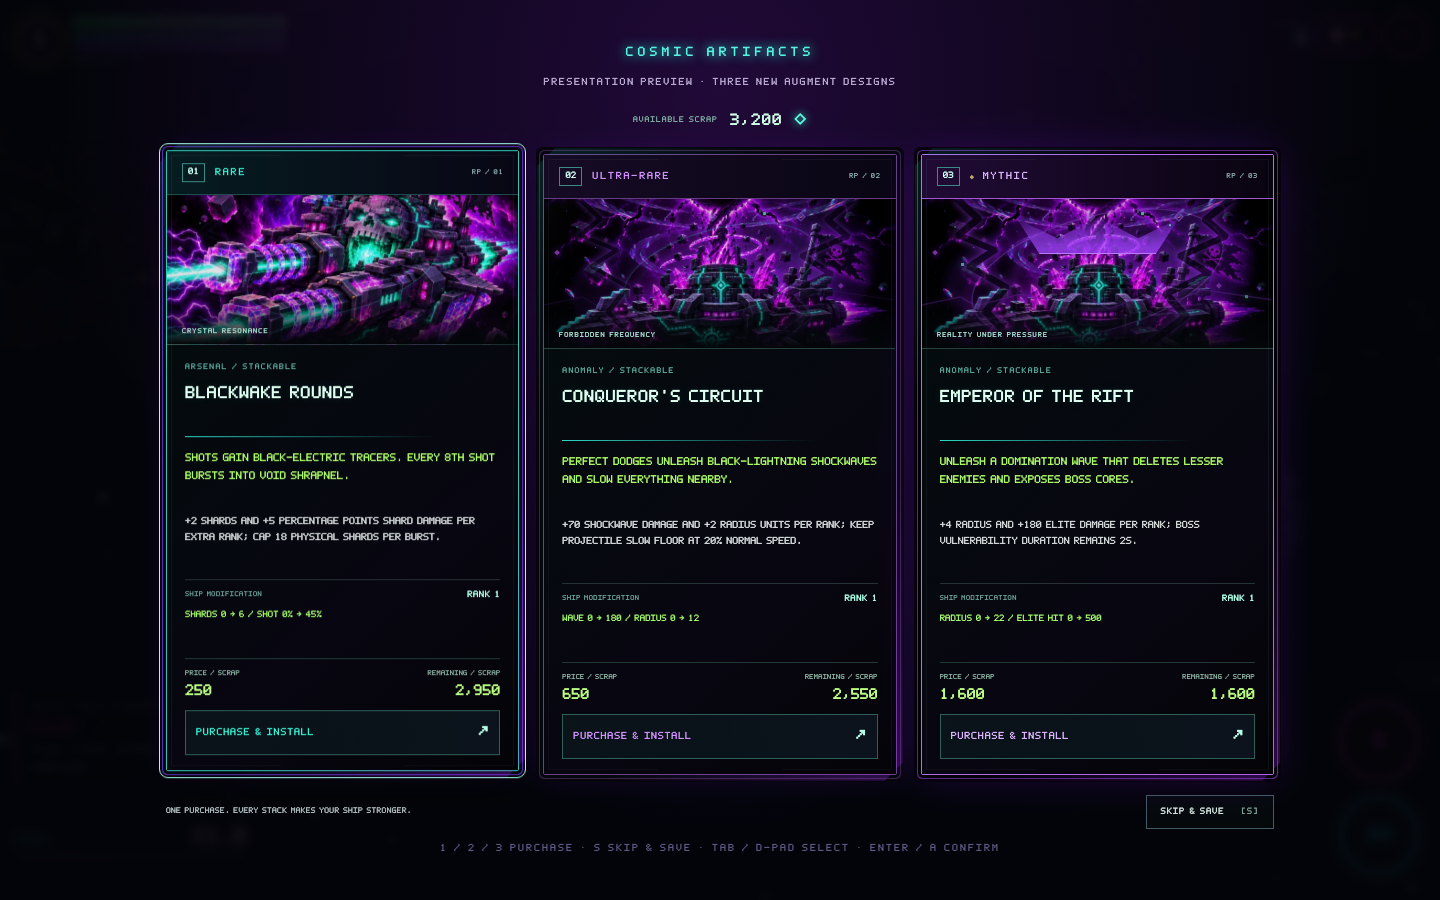 COSMIC ARTIFACTS
PRESENTATION PREVIEW · THREE NEW AUGMENT DESIGNS
AVAILABLE SCRAP 3,200
01 RARE RP / 01
CRYSTAL RESONANCE
ARSENAL / STACKABLE
BLACKWAKE ROUNDS
SHOTS GAIN BLACK-ELECTRIC TRACERS. EVERY 8TH SHOT
BURSTS INTO VOID SHRAPNEL.
+2 SHARDS AND +5 PERCENTAGE POINTS SHARD DAMAGE PER
EXTRA RANK; CAP 18 PHYSICAL SHARDS PER BURST.
SHIP MODIFICATION RANK 1
SHARDS 0 → 6 / SHOT 0% → 45%
PRICE / SCRAP REMAINING / SCRAP
250 2,950
PURCHASE & INSTALL ↗
02 ULTRA-RARE RP / 02
FORBIDDEN FREQUENCY
ANOMALY / STACKABLE
CONQUEROR'S CIRCUIT
PERFECT DODGES UNLEASH BLACK-LIGHTNING SHOCKWAVES
AND SLOW EVERYTHING NEARBY.
+70 SHOCKWAVE DAMAGE AND +2 RADIUS UNITS PER RANK; KEEP
PROJECTILE SLOW FLOOR AT 20% NORMAL SPEED.
SHIP MODIFICATION RANK 1
WAVE 0 → 180 / RADIUS 0 → 12
PRICE / SCRAP REMAINING / SCRAP
650 2,550
PURCHASE & INSTALL ↗
03 MYTHIC RP / 03
REALITY UNDER PRESSURE
ANOMALY / STACKABLE
EMPEROR OF THE RIFT
UNLEASH A DOMINATION WAVE THAT DELETES LESSER
ENEMIES AND EXPOSES BOSS CORES.
+4 RADIUS AND +180 ELITE DAMAGE PER RANK; BOSS
VULNERABILITY DURATION REMAINS 2S.
SHIP MODIFICATION RANK 1
RADIUS 0 → 22 / ELITE HIT 0 → 500
PRICE / SCRAP REMAINING / SCRAP
1,600 1,600
PURCHASE & INSTALL ↗
ONE PURCHASE. EVERY STACK MAKES YOUR SHIP STRONGER.
SKIP & SAVE [S]
1 / 2 / 3 PURCHASE · S SKIP & SAVE · TAB / D-PAD SELECT · ENTER / A CONFIRM